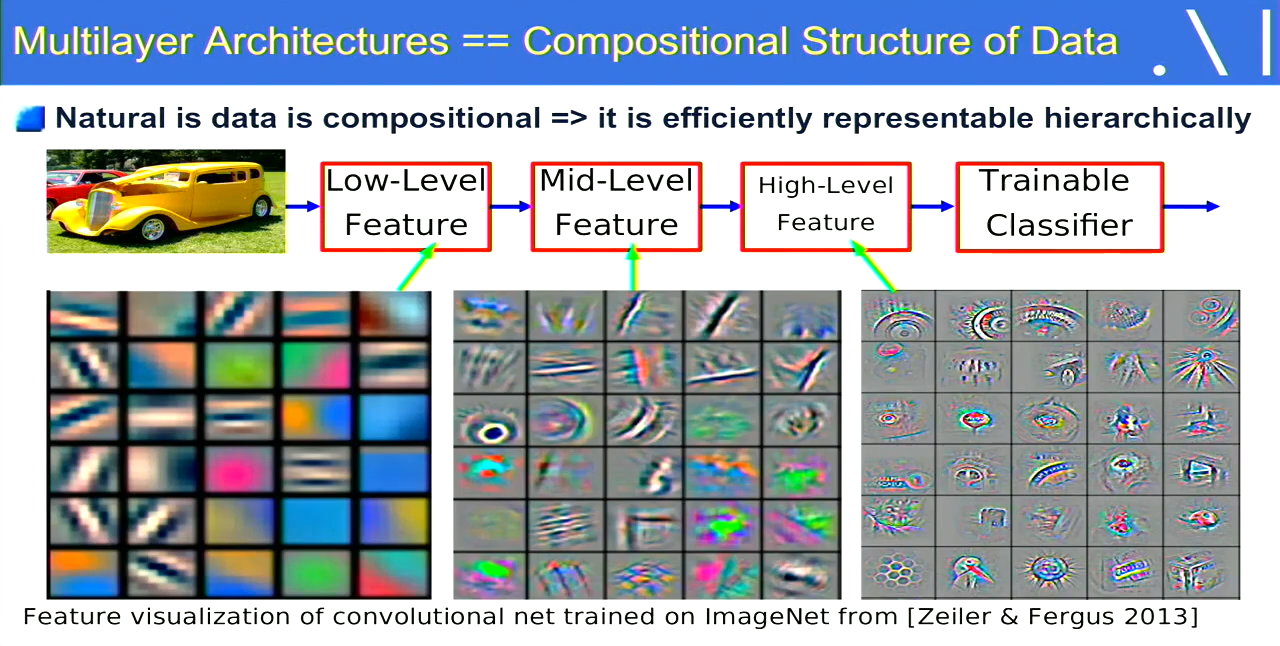 Multilayer Architectures == Compositional Structure of Data
. \ |
Natural is data is compositional => it is efficiently representable hierarchically
Low-Level
Feature
Mid-Level
Feature
High-Level
Feature
Trainable
Classifier
Feature visualization of convolutional net trained on ImageNet from [Zeiler & Fergus 2013]